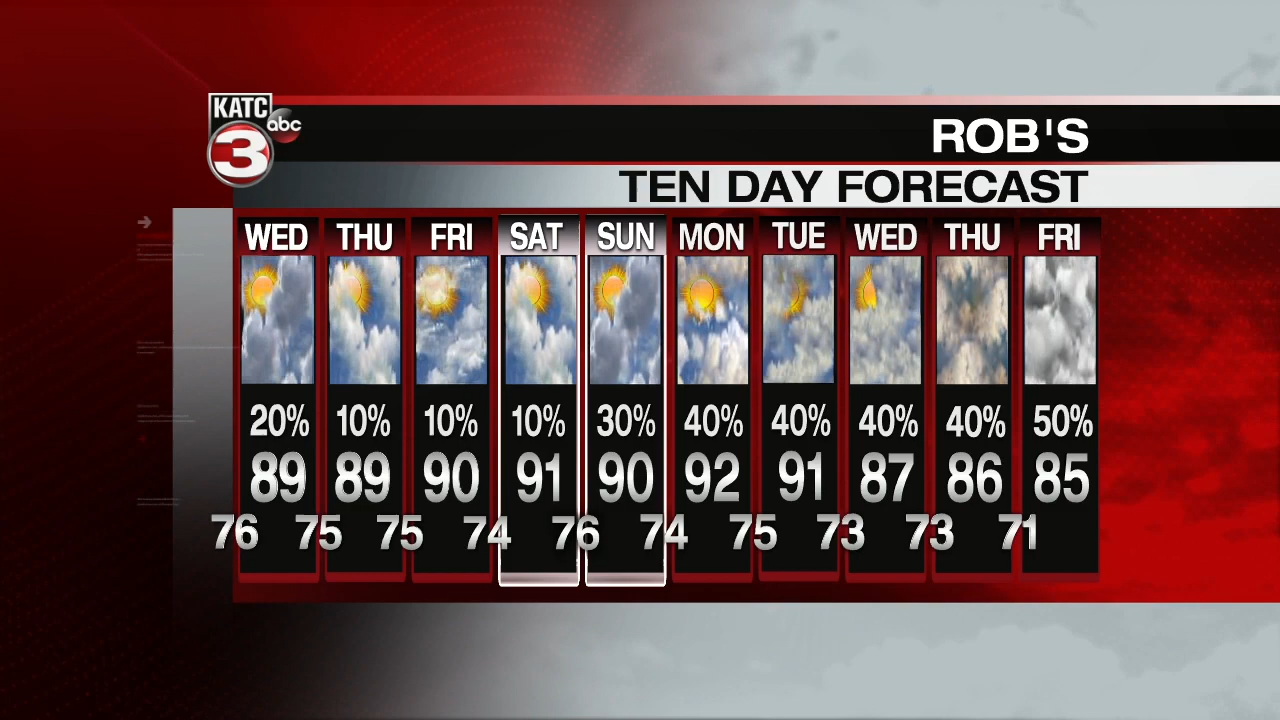 KATC
abc
3
ROB'S
TEN DAY FORECAST
WED THU FRI SAT SUN MON TUE WED THU FRI
20% 10% 10% 10% 30% 40% 40% 40% 40% 50%
89 89 90 91 90 92 91 87 86 85
76 75 75 74 76 74 75 73 73 71